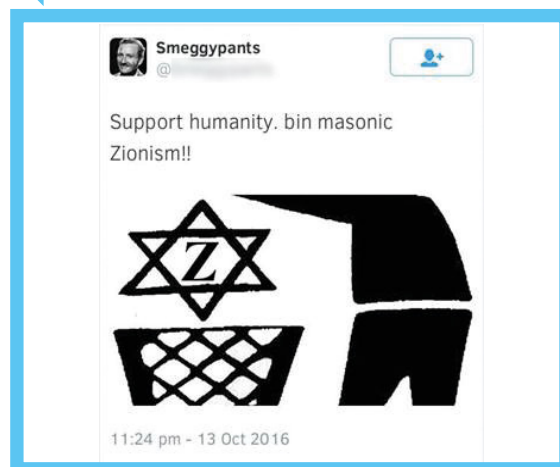 Smeggypants
@
Support humanity. bin masonic
Zionism!!
Z
11:24 pm - 13 Oct 2016